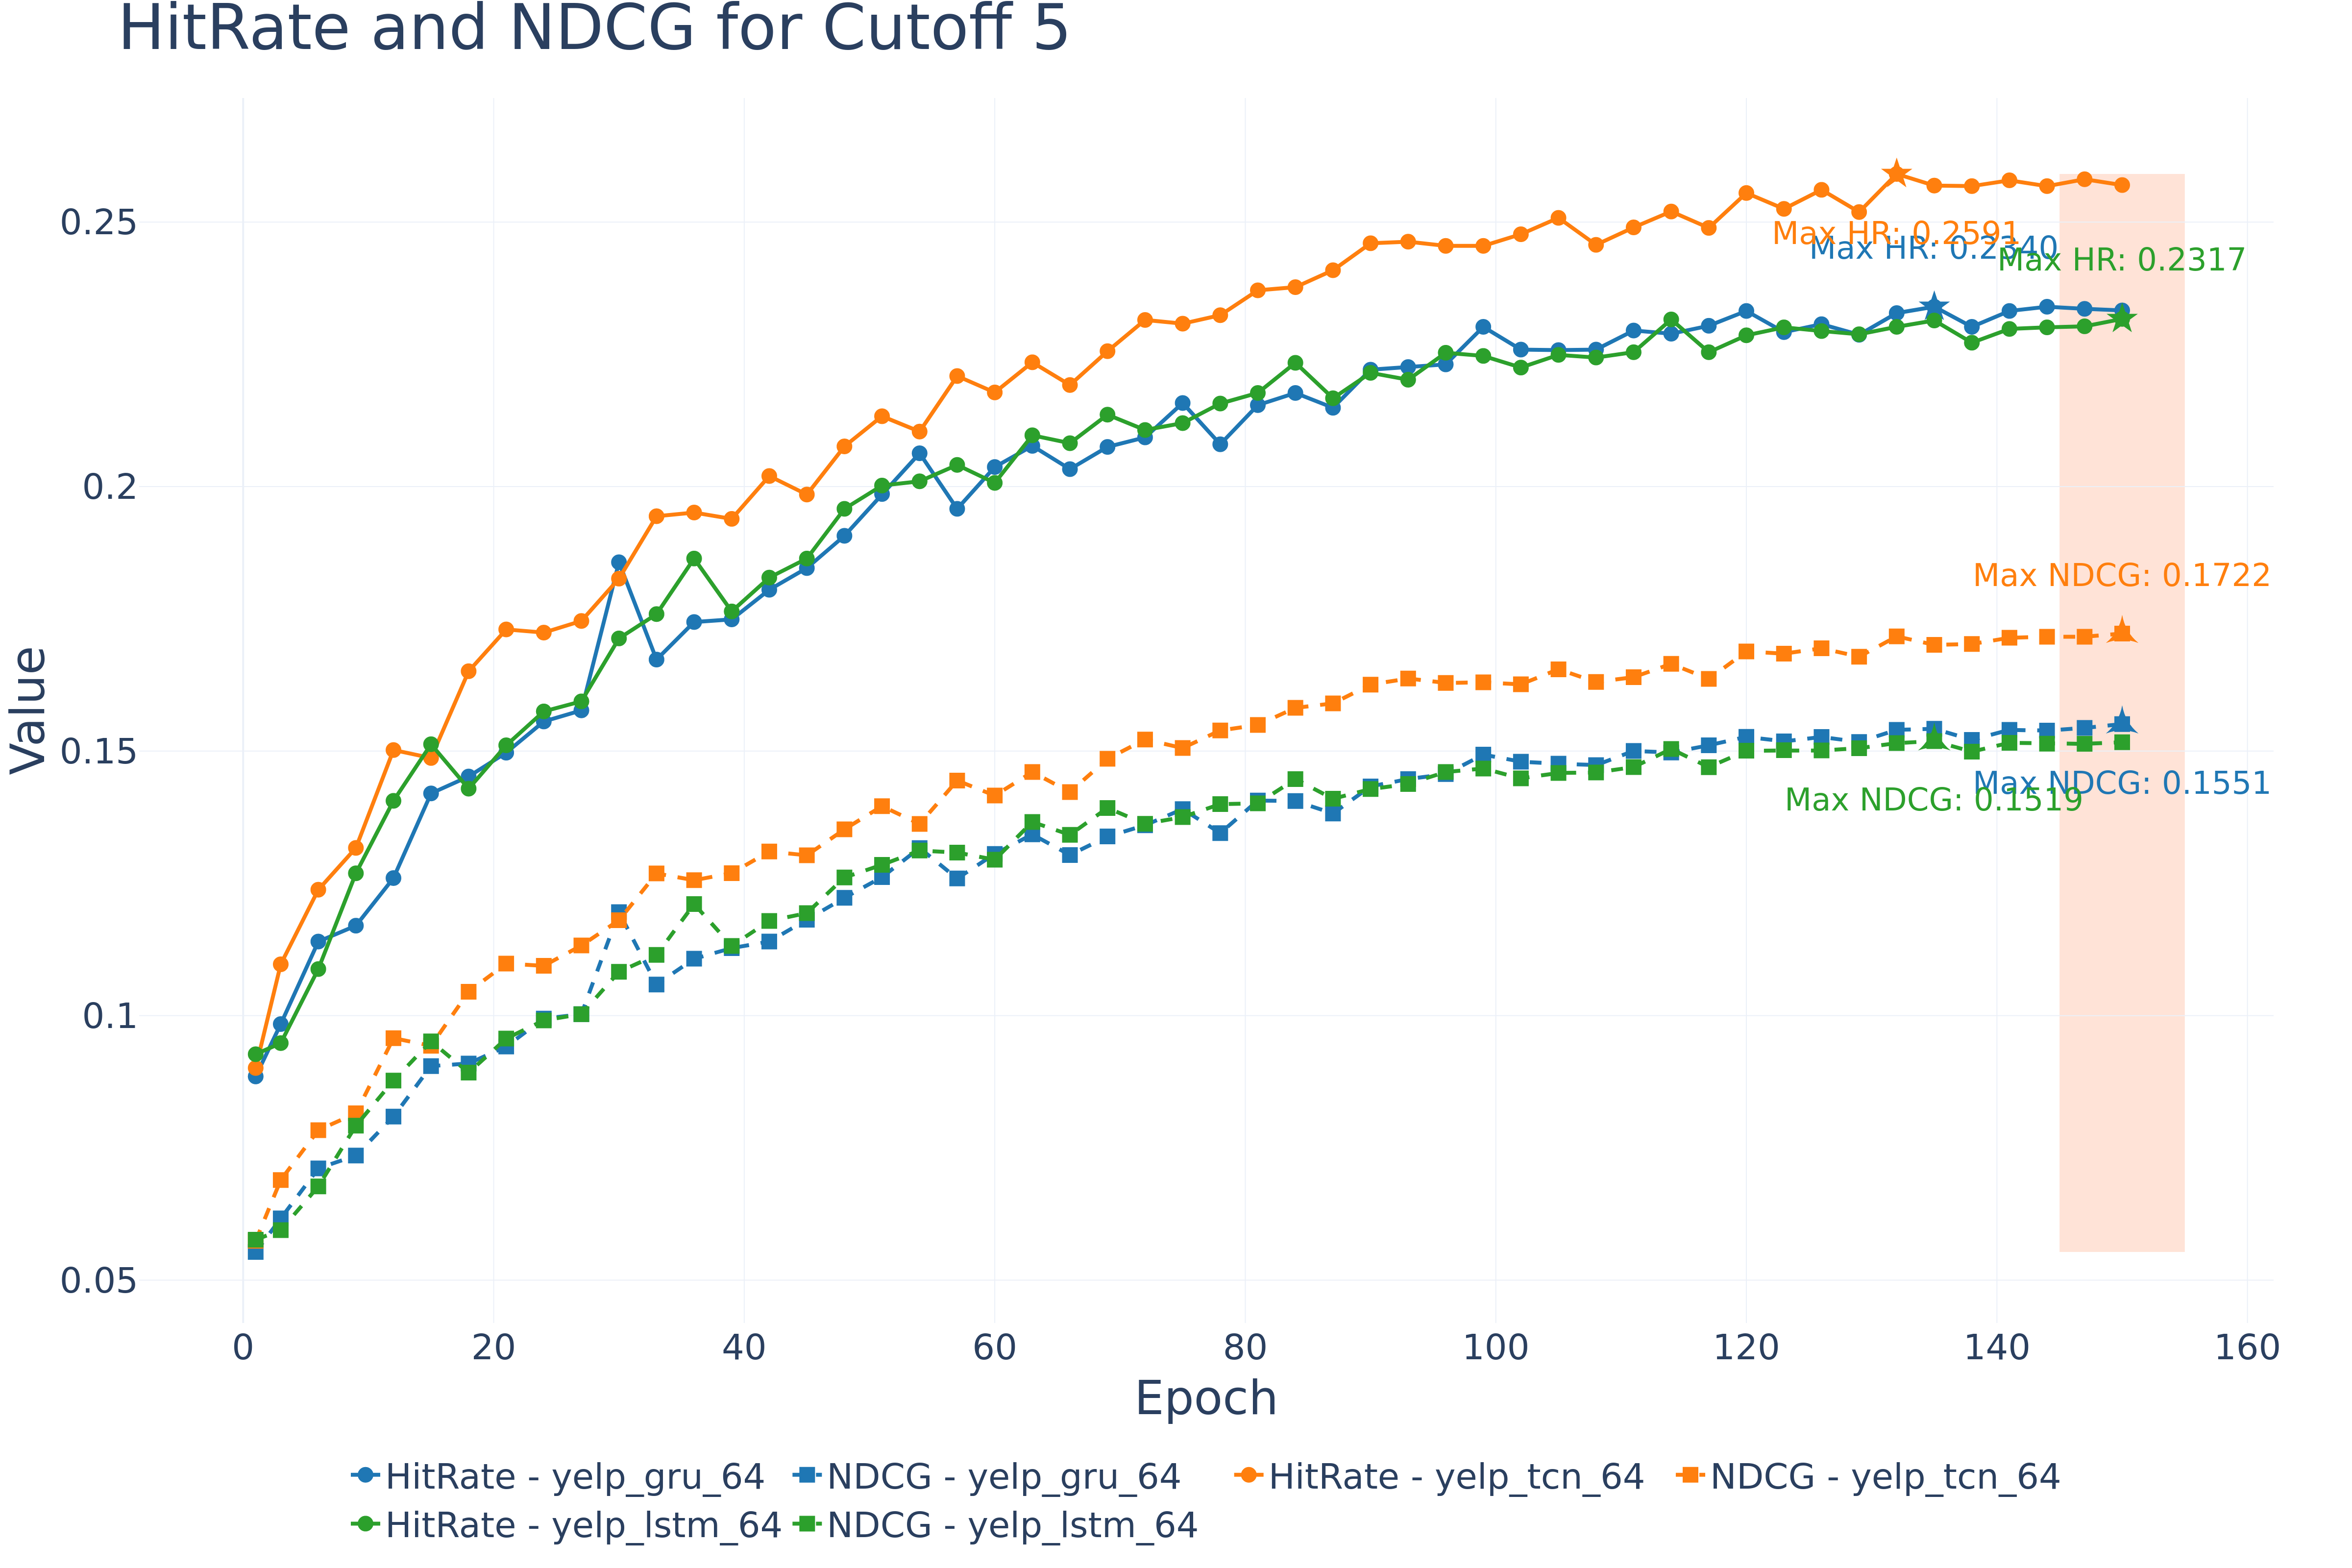 HitRate and NDCG for Cutoff 5
Value
0.25
0.2
0.15
0.1
0.05
Max HR: 0.2591
Max HR: 0.2340
Max HR: 0.2317
Max NDCG: 0.1722
Max NDCG: 0.1551
Max NDCG: 0.1519
0 20 40 60 80 100 120 140 160
Epoch
HitRate - yelp_gru_64 NDCG - yelp_gru_64 HitRate - yelp_tcn_64 NDCG - yelp_tcn_64
HitRate - yelp_lstm_64 NDCG - yelp_lstm_64